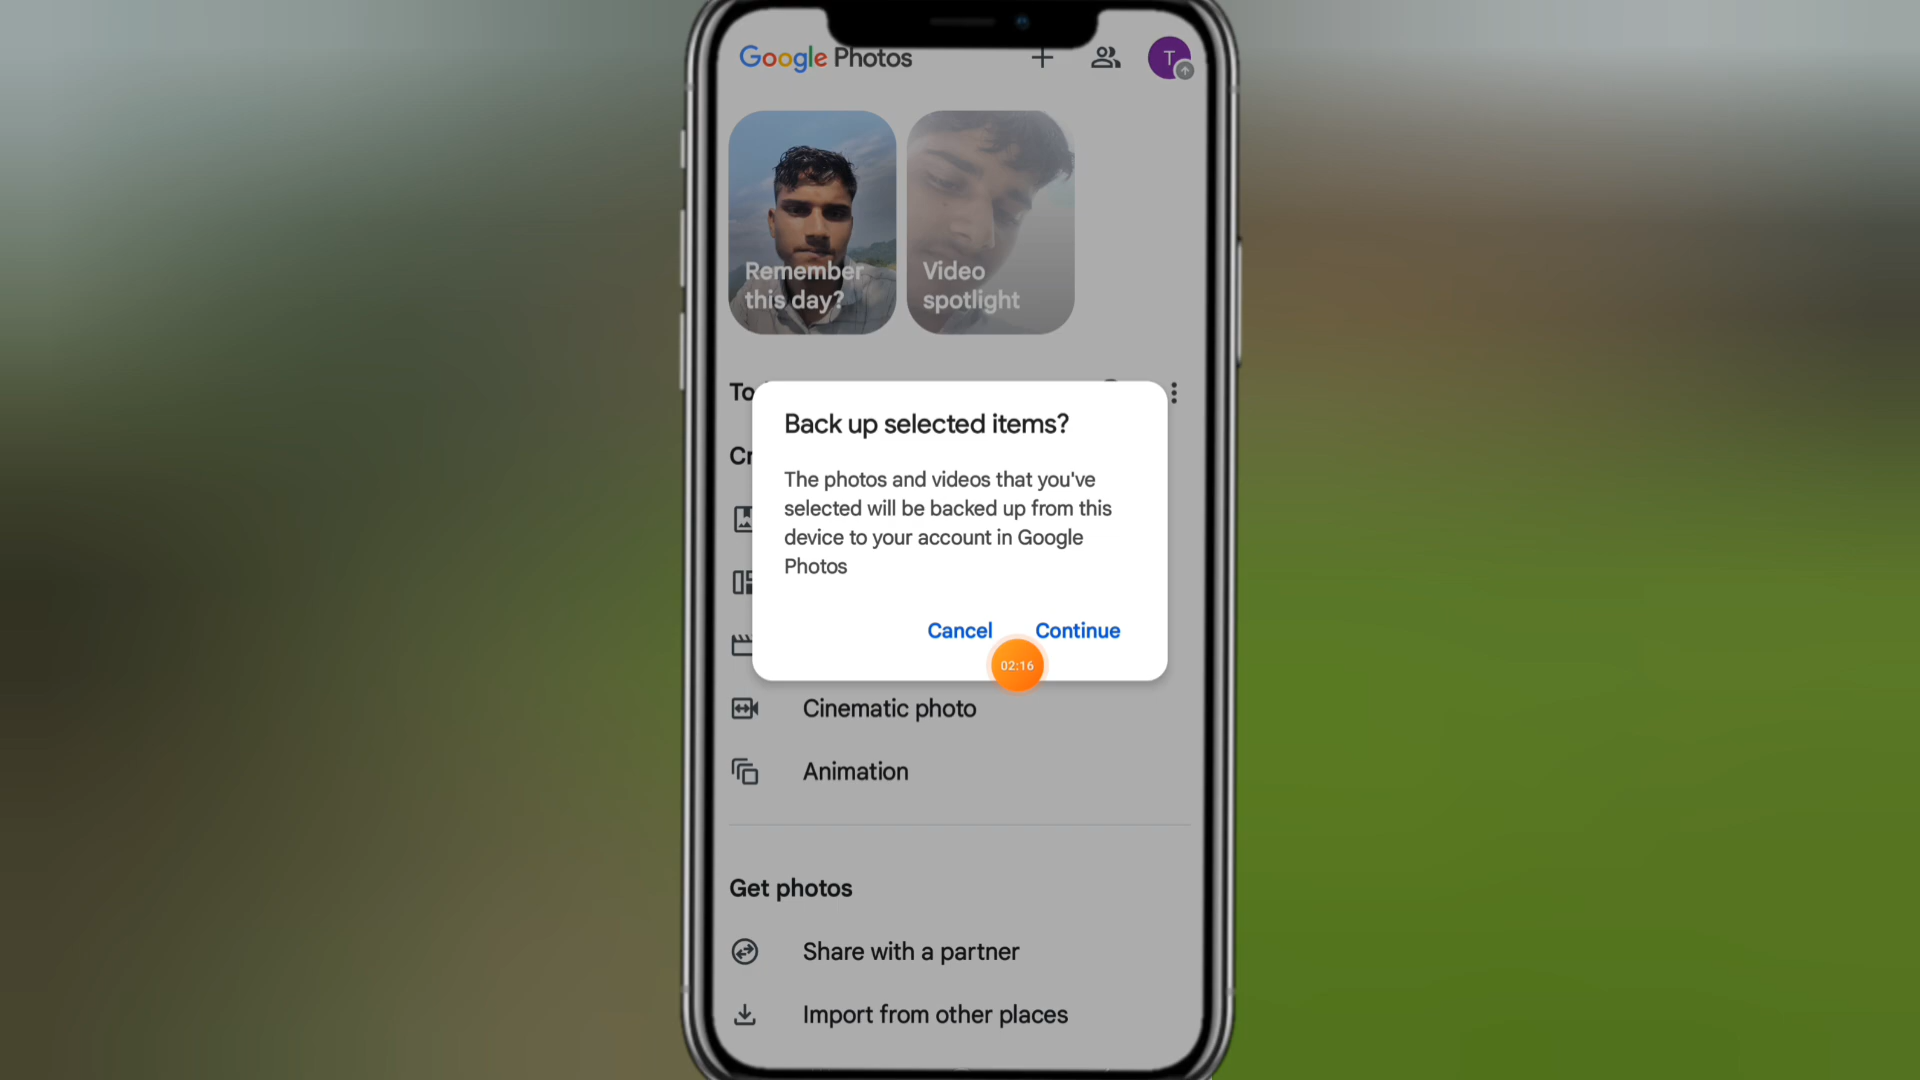 Google Photos
T
Remember
this day?
Video
spotlight
To
Back up selected items?
Cr
The photos and videos that you've
selected will be backed up from this
device to your account in Google
Photos
Cancel
Continue
02:16
Cinematic photo
Animation
Get photos
Share with a partner
Import from other places